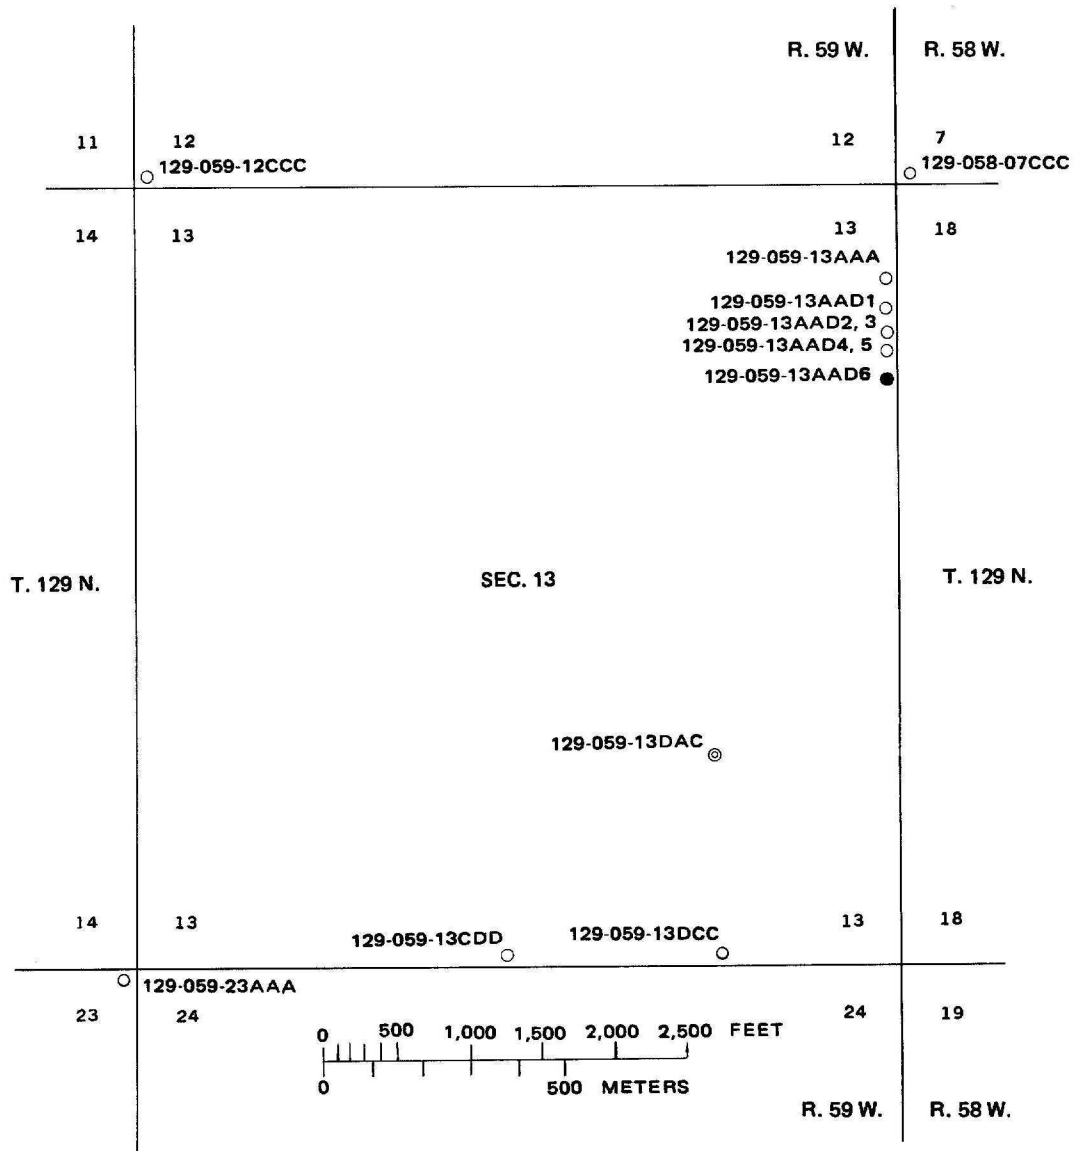 R. 59 W. R. 58 W.
11 12 12 7
129-059-12CCC 129-058-07CCC
14 13 13 18
129-059-13AAA
129-059-13AAD1
129-059-13AAD2, 3
129-059-13AAD4, 5
129-059-13AAD6
T. 129 N. SEC. 13 T. 129 N.
129-059-13DAC
14 13 13 18
129-059-13CDD 129-059-13DCC
129-059-23AAA
23 24 24 19
0 500 1,000 1,500 2,000 2,500 FEET
0 500 METERS
R. 59 W. R. 58 W.